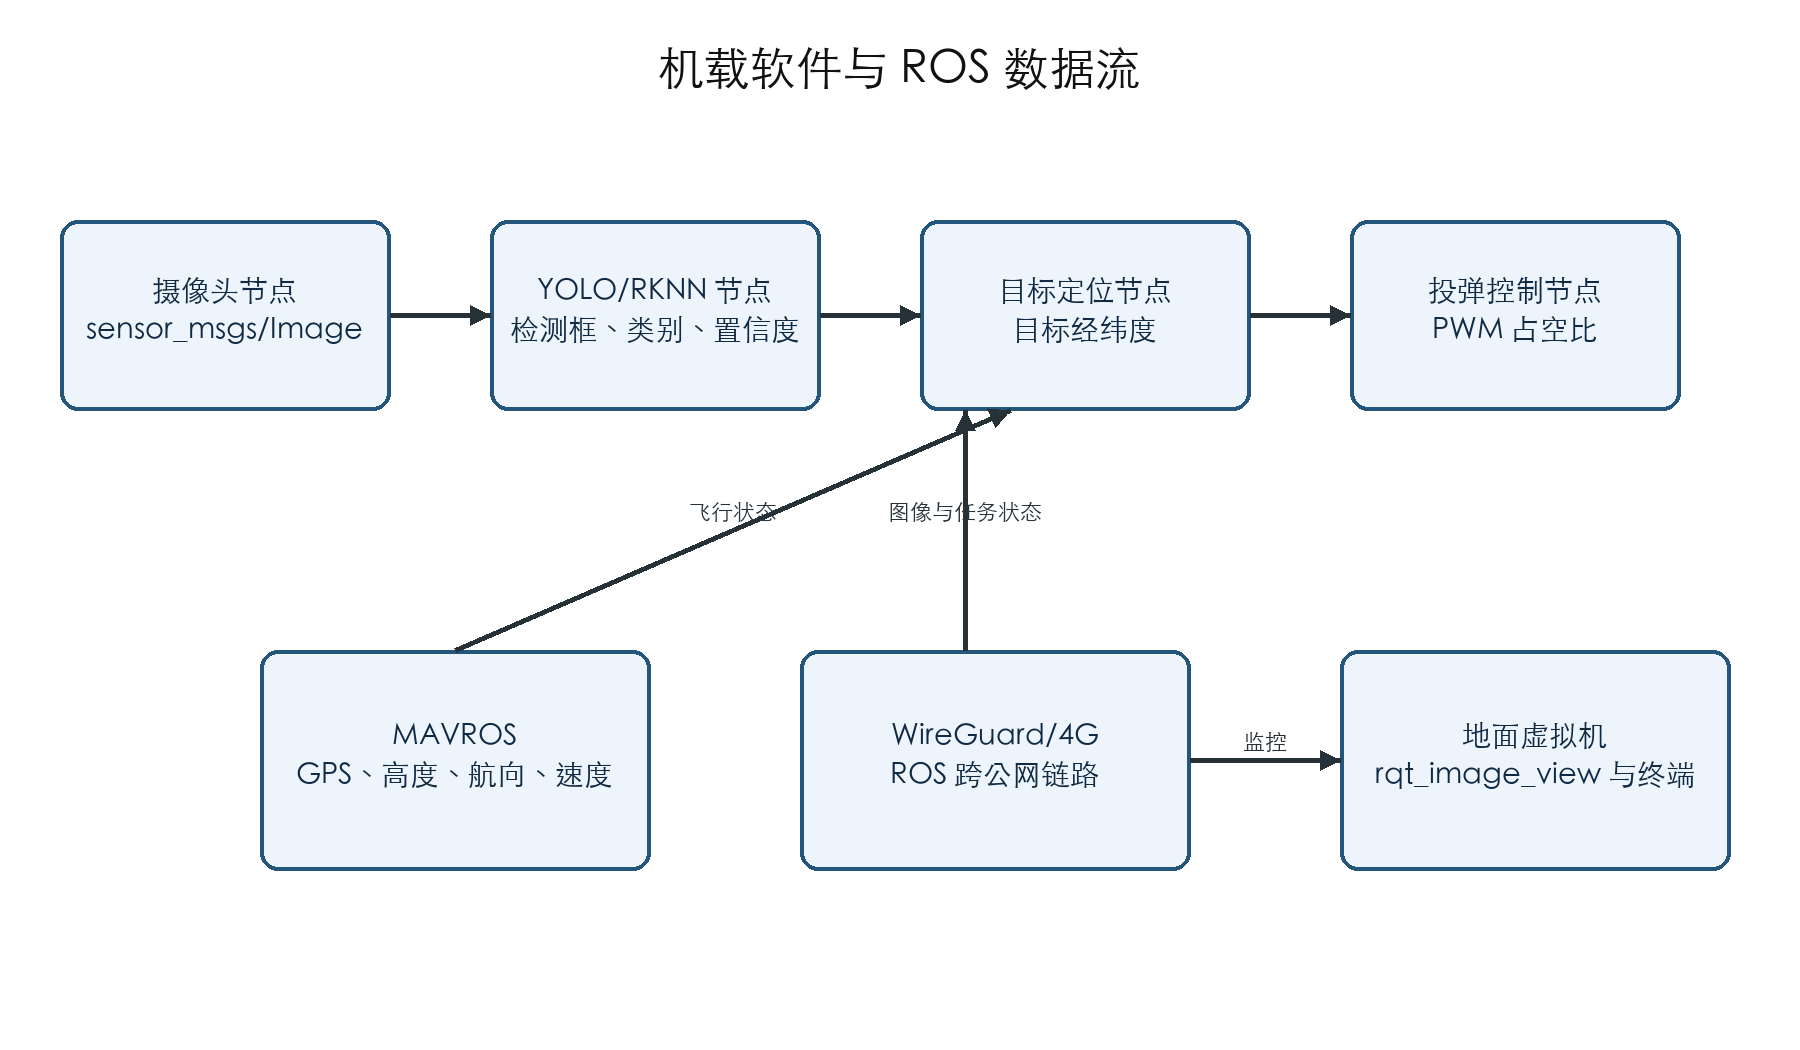 机载软件与 ROS 数据流
摄像头节点
sensor_msgs/Image
YOLO/RKNN 节点
检测框、类别、置信度
目标定位节点
目标经纬度
投弹控制节点
PWM 占空比
飞行状态
图像与任务状态
MAVROS
GPS、高度、航向、速度
WireGuard/4G
ROS 跨公网链路
监控
地面虚拟机
rqt_image_view 与终端